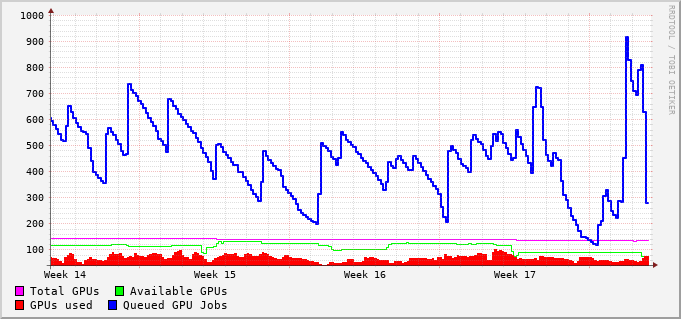 1000
900
800
700
600
500
400
300
200
100
Week 14 Week 15 Week 16 Week 17
Total GPUs Available GPUs
GPUs used Queued GPU Jobs
RRDTOOL / TOBI OETIKER